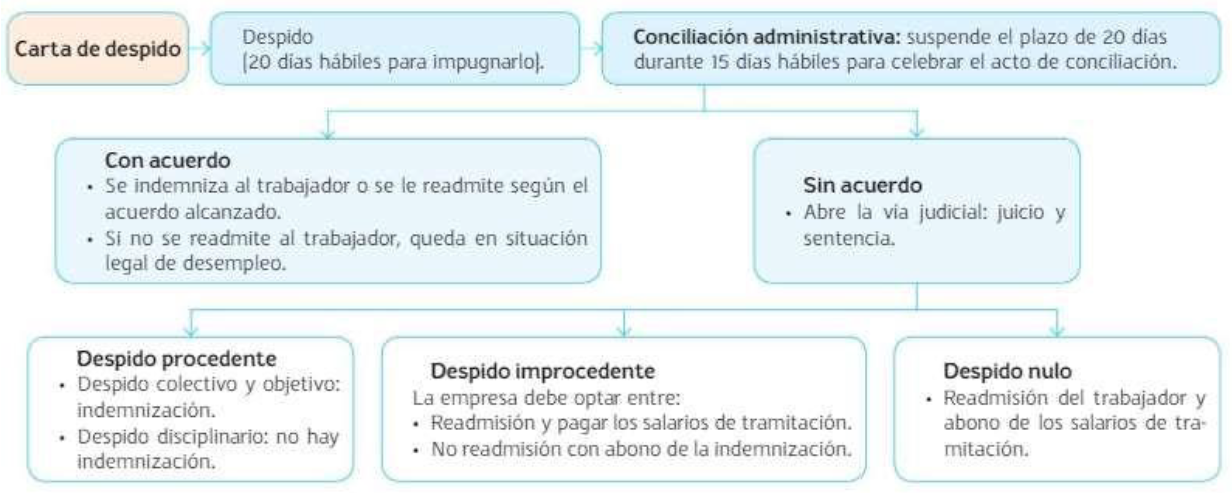 Carta de despido
Despido
(20 días hábiles para impugnarlo).
Conciliación administrativa: suspende el plazo de 20 días
durante 15 días hábiles para celebrar el acto de conciliación.
Con acuerdo
• Se indemniza al trabajador o se le readmite según el
acuerdo alcanzado.
• Si no se readmite al trabajador, queda en situación
legal de desempleo.
Sin acuerdo
• Abre la vía judicial: juicio y
sentencia.
Despido procedente
• Despido colectivo y objetivo:
indemnización.
• Despido disciplinario: no hay
indemnización.
Despido improcedente
La empresa debe optar entre:
• Readmisión y pagar los salarios de tramitación.
• No readmisión con abono de la indemnización.
Despido nulo
• Readmisión del trabajador y
abono de los salarios de tra-
mitación.